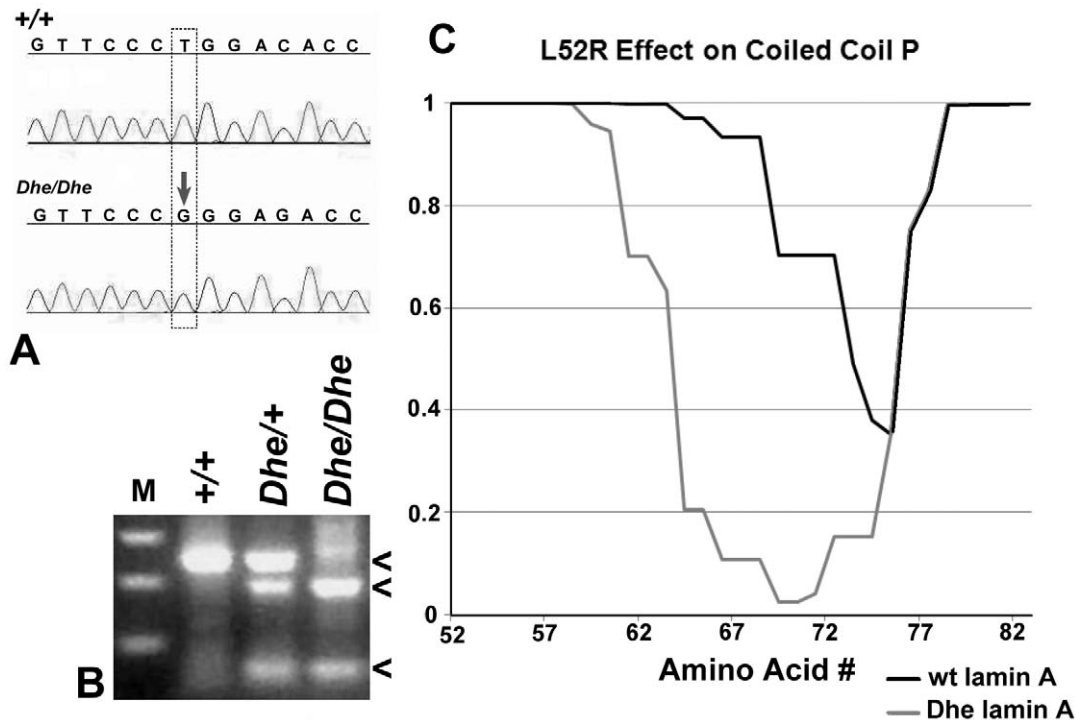 +/+
G T T C C C T G G A C A C C
Dhe/Dhe
G T T C C C G G G A G A C C
A
M +/+ Dhe/+ Dhe/Dhe
<
<
<
B
C
L52R Effect on Coiled Coil P
1
0.8
0.6
0.4
0.2
0
52 57 62 67 72 77 82
Amino Acid #
wt lamin A
Dhe lamin A